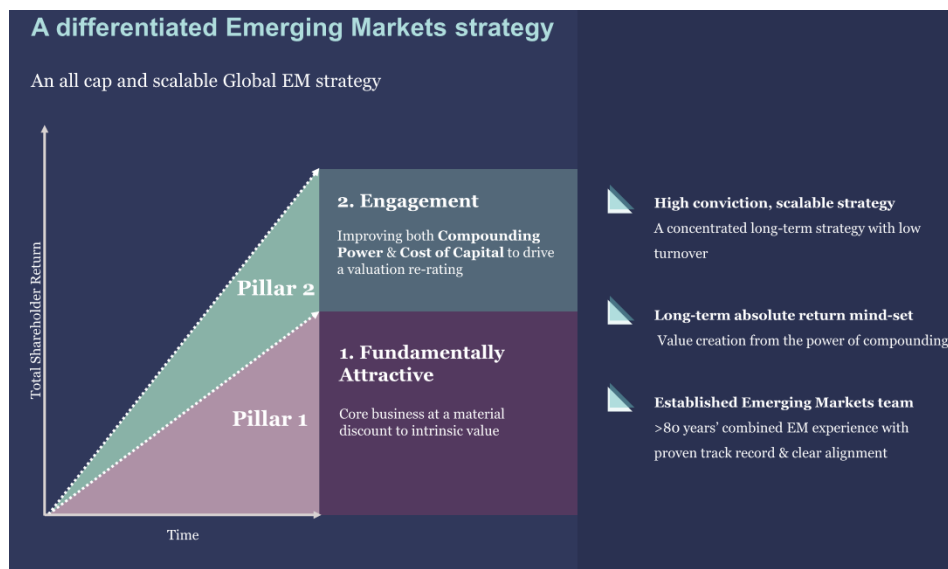 A differentiated Emerging Markets strategy
An all cap and scalable Global EM strategy
Total Shareholder Return
Time
Pillar 2
Pillar 1
2. Engagement
Improving both Compounding
Power & Cost of Capital to drive
a valuation re-rating
1. Fundamentally
Attractive
Core business at a material
discount to intrinsic value
High conviction, scalable strategy
A concentrated long-term strategy with low
turnover
Long-term absolute return mind-set
Value creation from the power of compounding
Established Emerging Markets team
>80 years’ combined EM experience with
proven track record & clear alignment